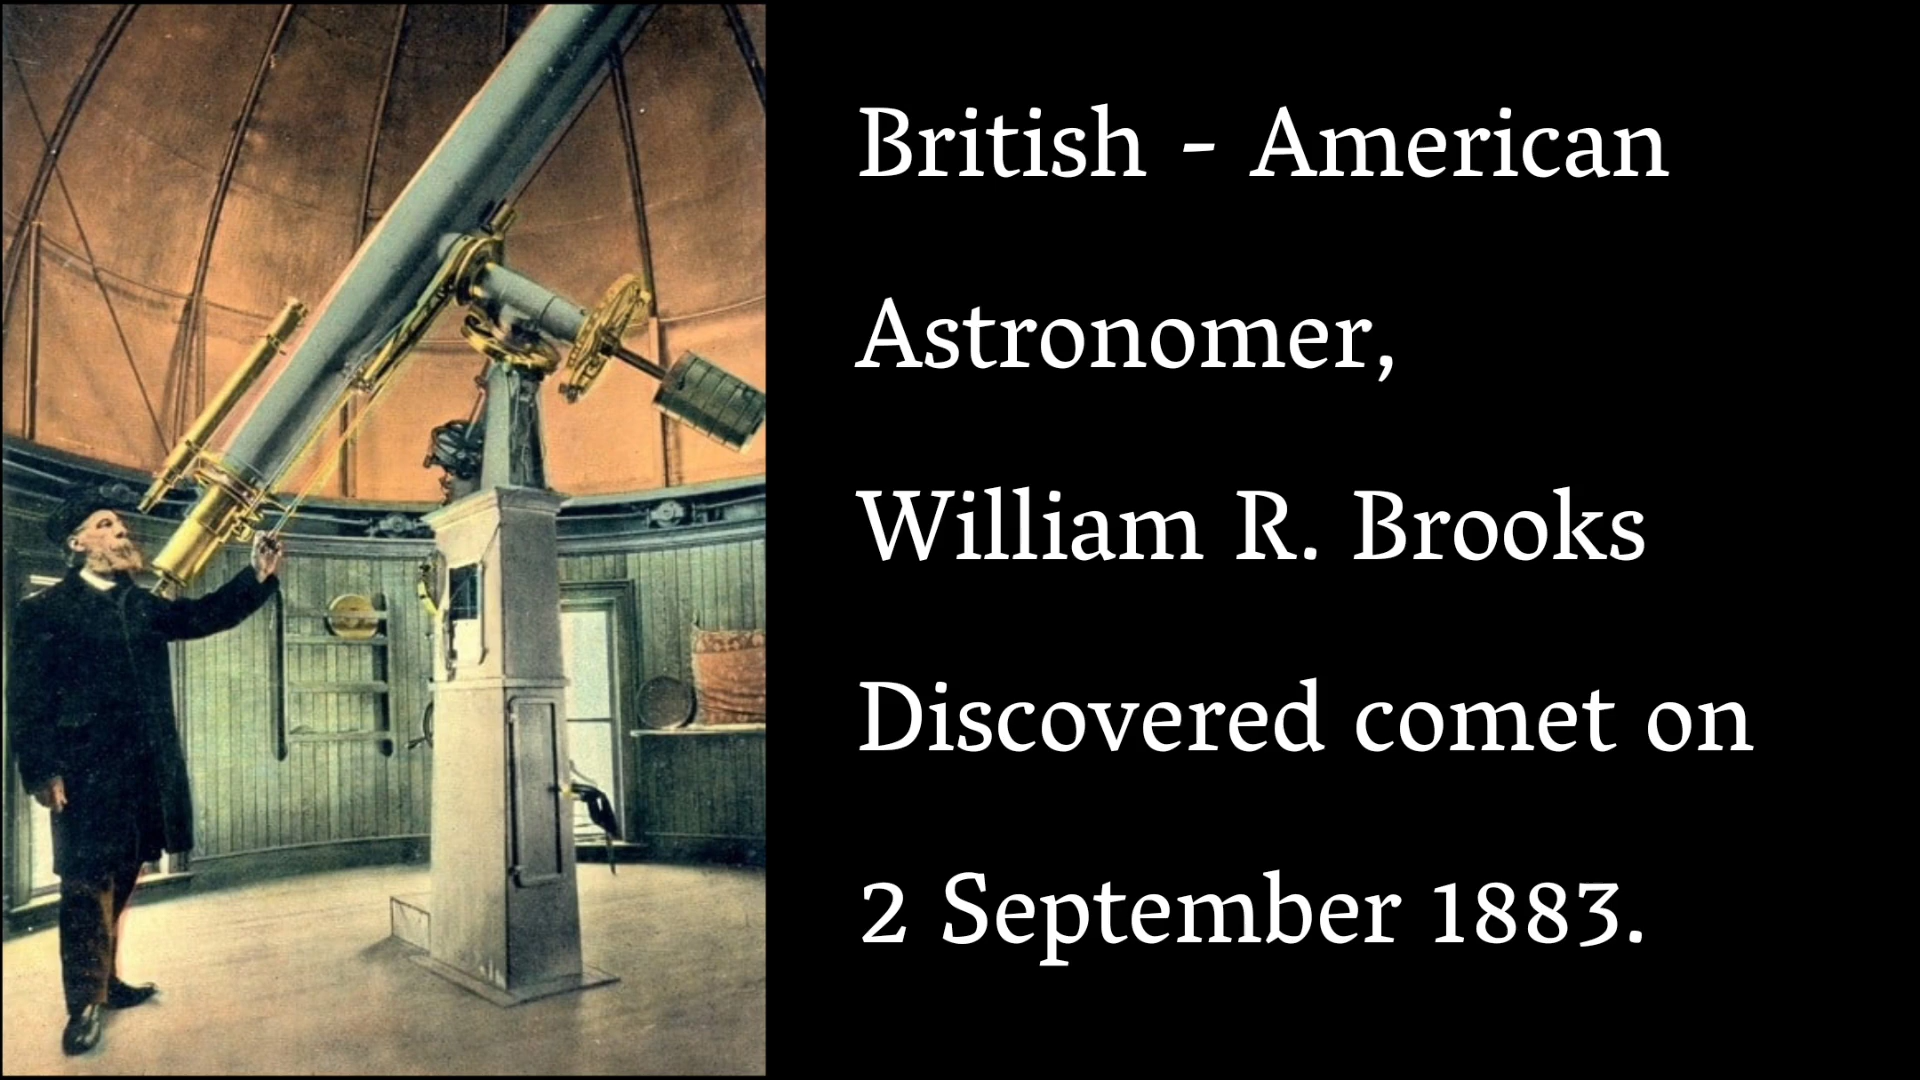 British - American
Astronomer,
William R. Brooks
Discovered comet on
2 September 1883.